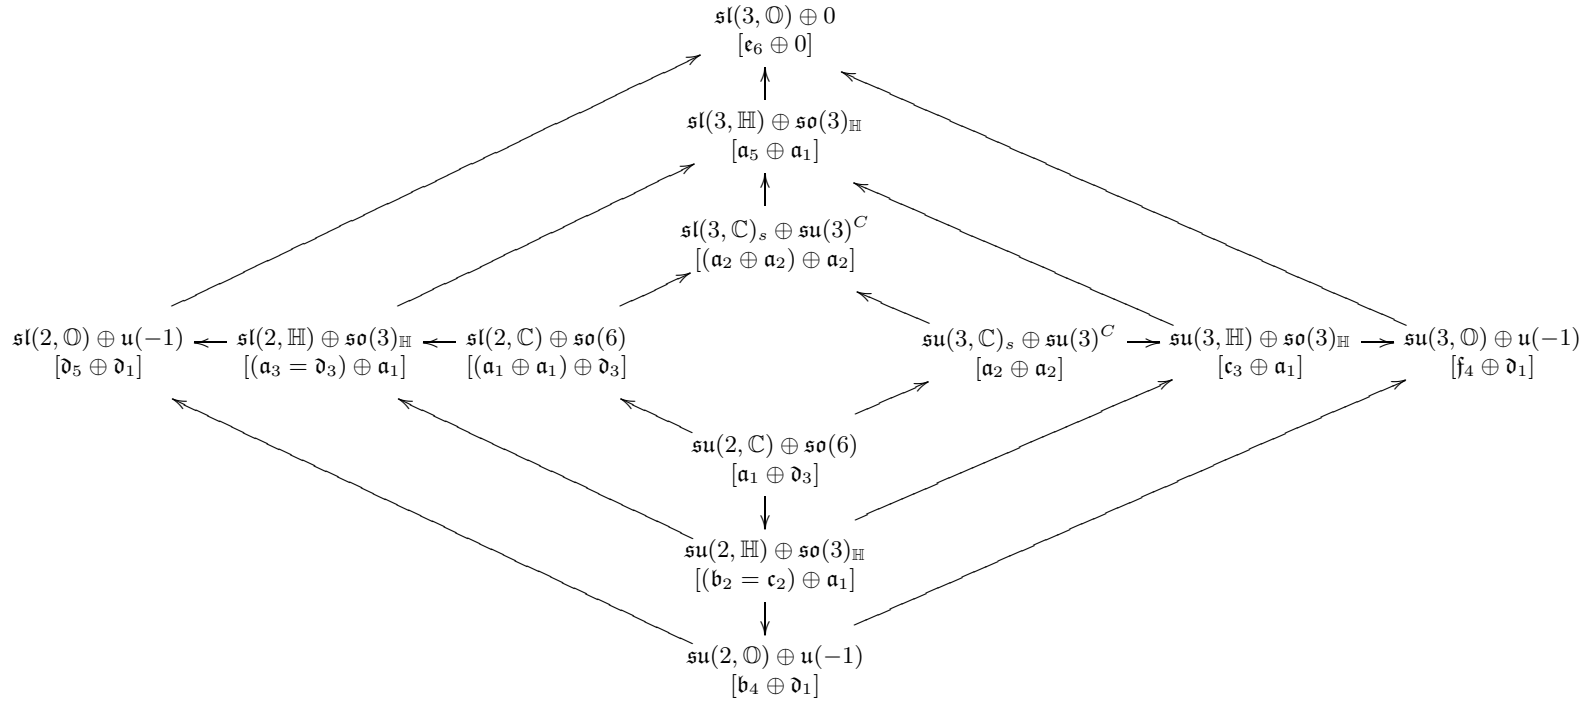 𝔰𝔩(3, 𝕆) ⊕ 0
[𝔢₆ ⊕ 0]
𝔰𝔩(3, ℍ) ⊕ 𝔰𝔬(3)_ℍ
[𝔞₅ ⊕ 𝔞₁]
𝔰𝔩(3, ℂ)ₛ ⊕ 𝔰𝔲(3)^C
[(𝔞₂ ⊕ 𝔞₂) ⊕ 𝔞₂]
𝔰𝔩(2, 𝕆) ⊕ 𝔲(−1)
[𝔡₅ ⊕ 𝔡₁]
𝔰𝔩(2, ℍ) ⊕ 𝔰𝔬(3)_ℍ
[(𝔞₃ = 𝔡₃) ⊕ 𝔞₁]
𝔰𝔩(2, ℂ) ⊕ 𝔰𝔬(6)
[(𝔞₁ ⊕ 𝔞₁) ⊕ 𝔡₃]
𝔰𝔲(3, ℂ)ₛ ⊕ 𝔰𝔲(3)^C
[𝔞₂ ⊕ 𝔞₂]
𝔰𝔲(3, ℍ) ⊕ 𝔰𝔬(3)_ℍ
[𝔠₃ ⊕ 𝔞₁]
𝔰𝔲(3, 𝕆) ⊕ 𝔲(−1)
[𝔣₄ ⊕ 𝔡₁]
𝔰𝔲(2, ℂ) ⊕ 𝔰𝔬(6)
[𝔞₁ ⊕ 𝔡₃]
𝔰𝔲(2, ℍ) ⊕ 𝔰𝔬(3)_ℍ
[(𝔟₂ = 𝔠₂) ⊕ 𝔞₁]
𝔰𝔲(2, 𝕆) ⊕ 𝔲(−1)
[𝔟₄ ⊕ 𝔡₁]